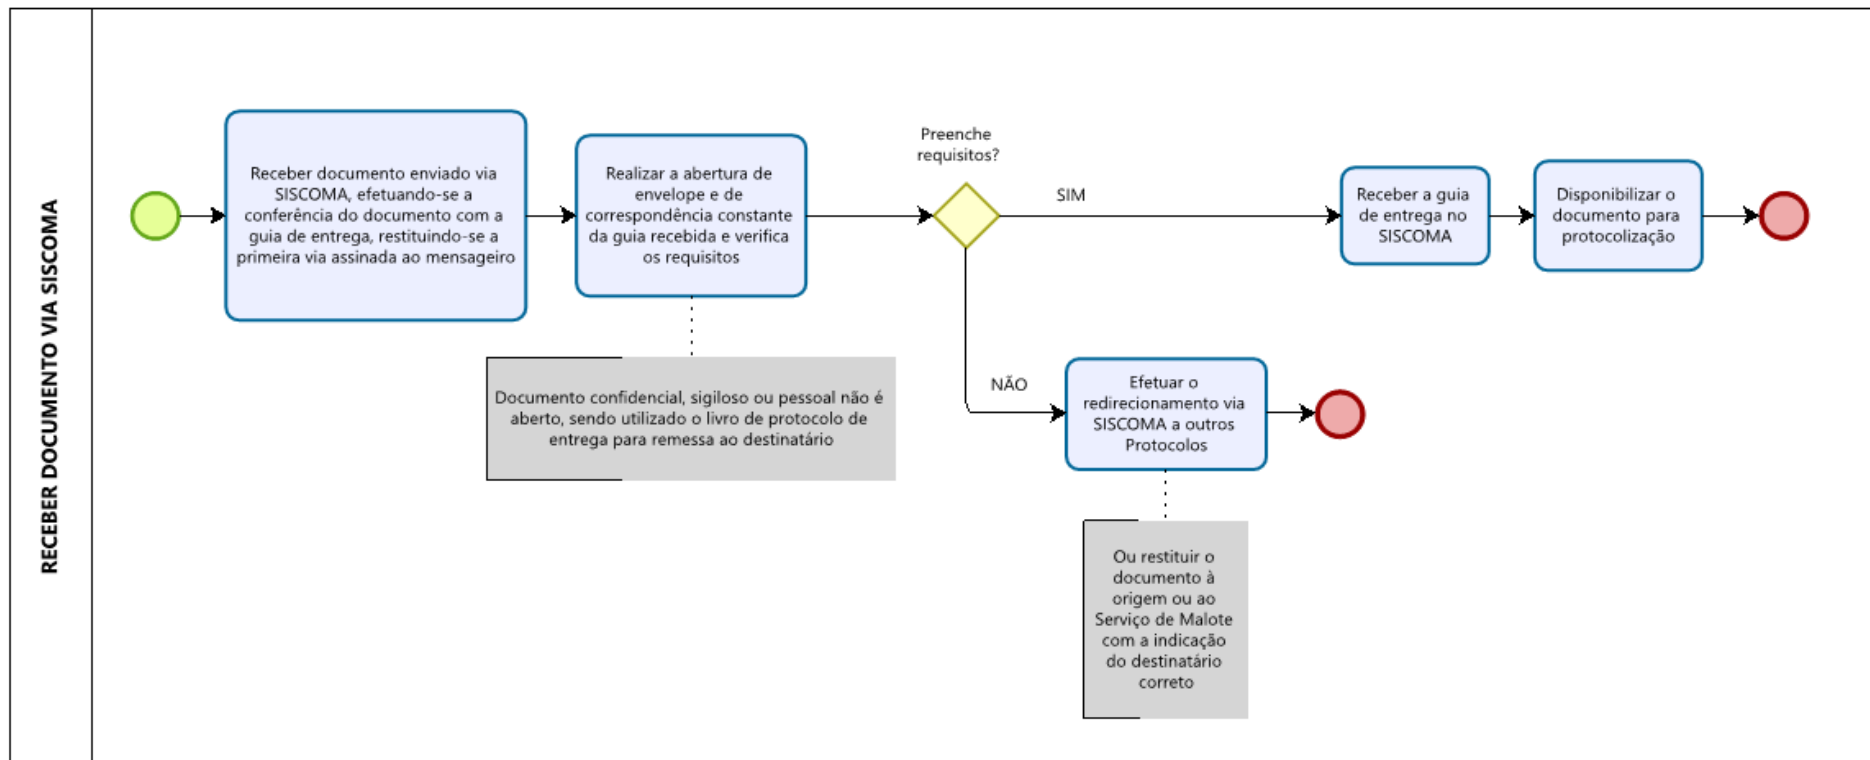 RECEBER DOCUMENTO VIA SISCOMA
Receber documento enviado via
SISCOMA, efetuando-se a
conferência do documento com a
guia de entrega, restituindo-se a
primeira via assinada ao mensageiro
Realizar a abertura de
envelope e de
correspondência constante
da guia recebida e verifica
os requisitos
Documento confidencial, sigiloso ou pessoal não é
aberto, sendo utilizado o livro de protocolo de
entrega para remessa ao destinatário
Preenche
requisitos?
SIM
Receber a guia
de entrega no
SISCOMA
Disponibilizar o
documento para
protocolização
NÃO
Efetuar o
redirecionamento via
SISCOMA a outros
Protocolos
Ou restituir o
documento à
origem ou ao
Serviço de Malote
com a indicação
do destinatário
correto